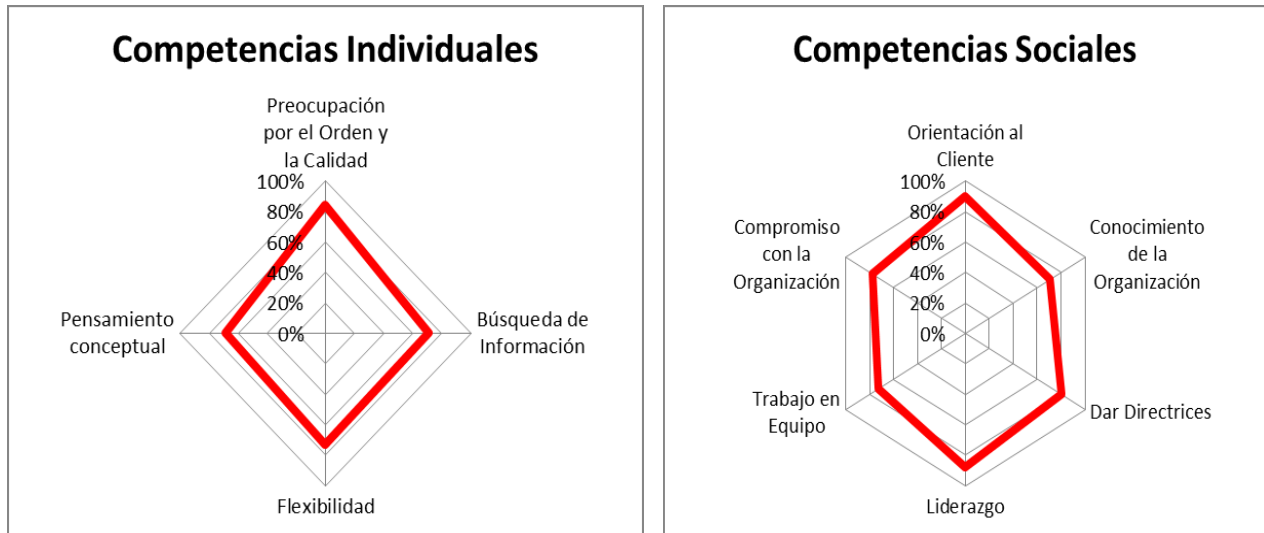 Competencias Individuales
Preocupación
por el Orden y
la Calidad
100%
80%
60%
40%
20%
0%
Pensamiento
conceptual
Búsqueda de
Información
Flexibilidad
Competencias Sociales
Orientación al
Cliente
100%
80%
60%
40%
20%
0%
Compromiso
con la
Organización
Conocimiento
de la
Organización
Trabajo en
Equipo
Dar Directrices
Liderazgo